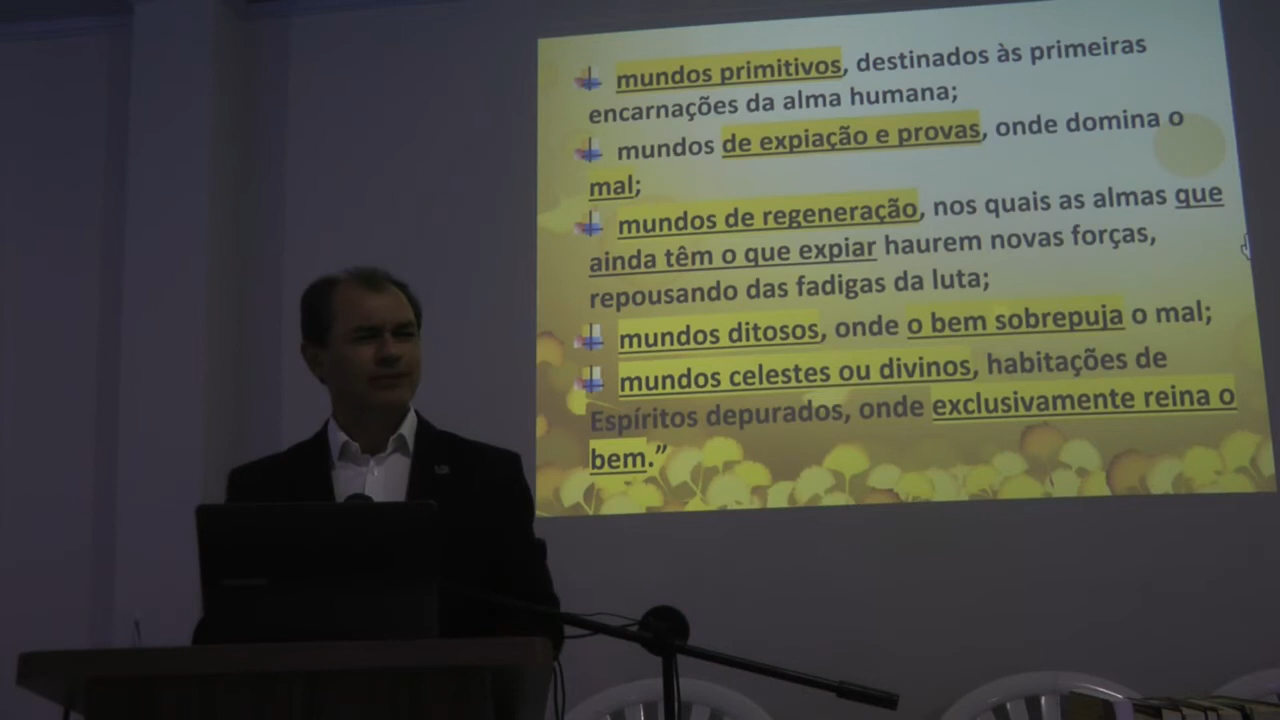 mundos primitivos, destinados às primeiras
encarnações da alma humana;
mundos de expiação e provas, onde domina o
mal;
mundos de regeneração, nos quais as almas que
ainda têm o que expiar haurem novas forças,
repousando das fadigas da luta;
mundos ditosos, onde o bem sobrepuja o mal;
mundos celestes ou divinos, habitações de
Espíritos depurados, onde exclusivamente reina o
bem.”